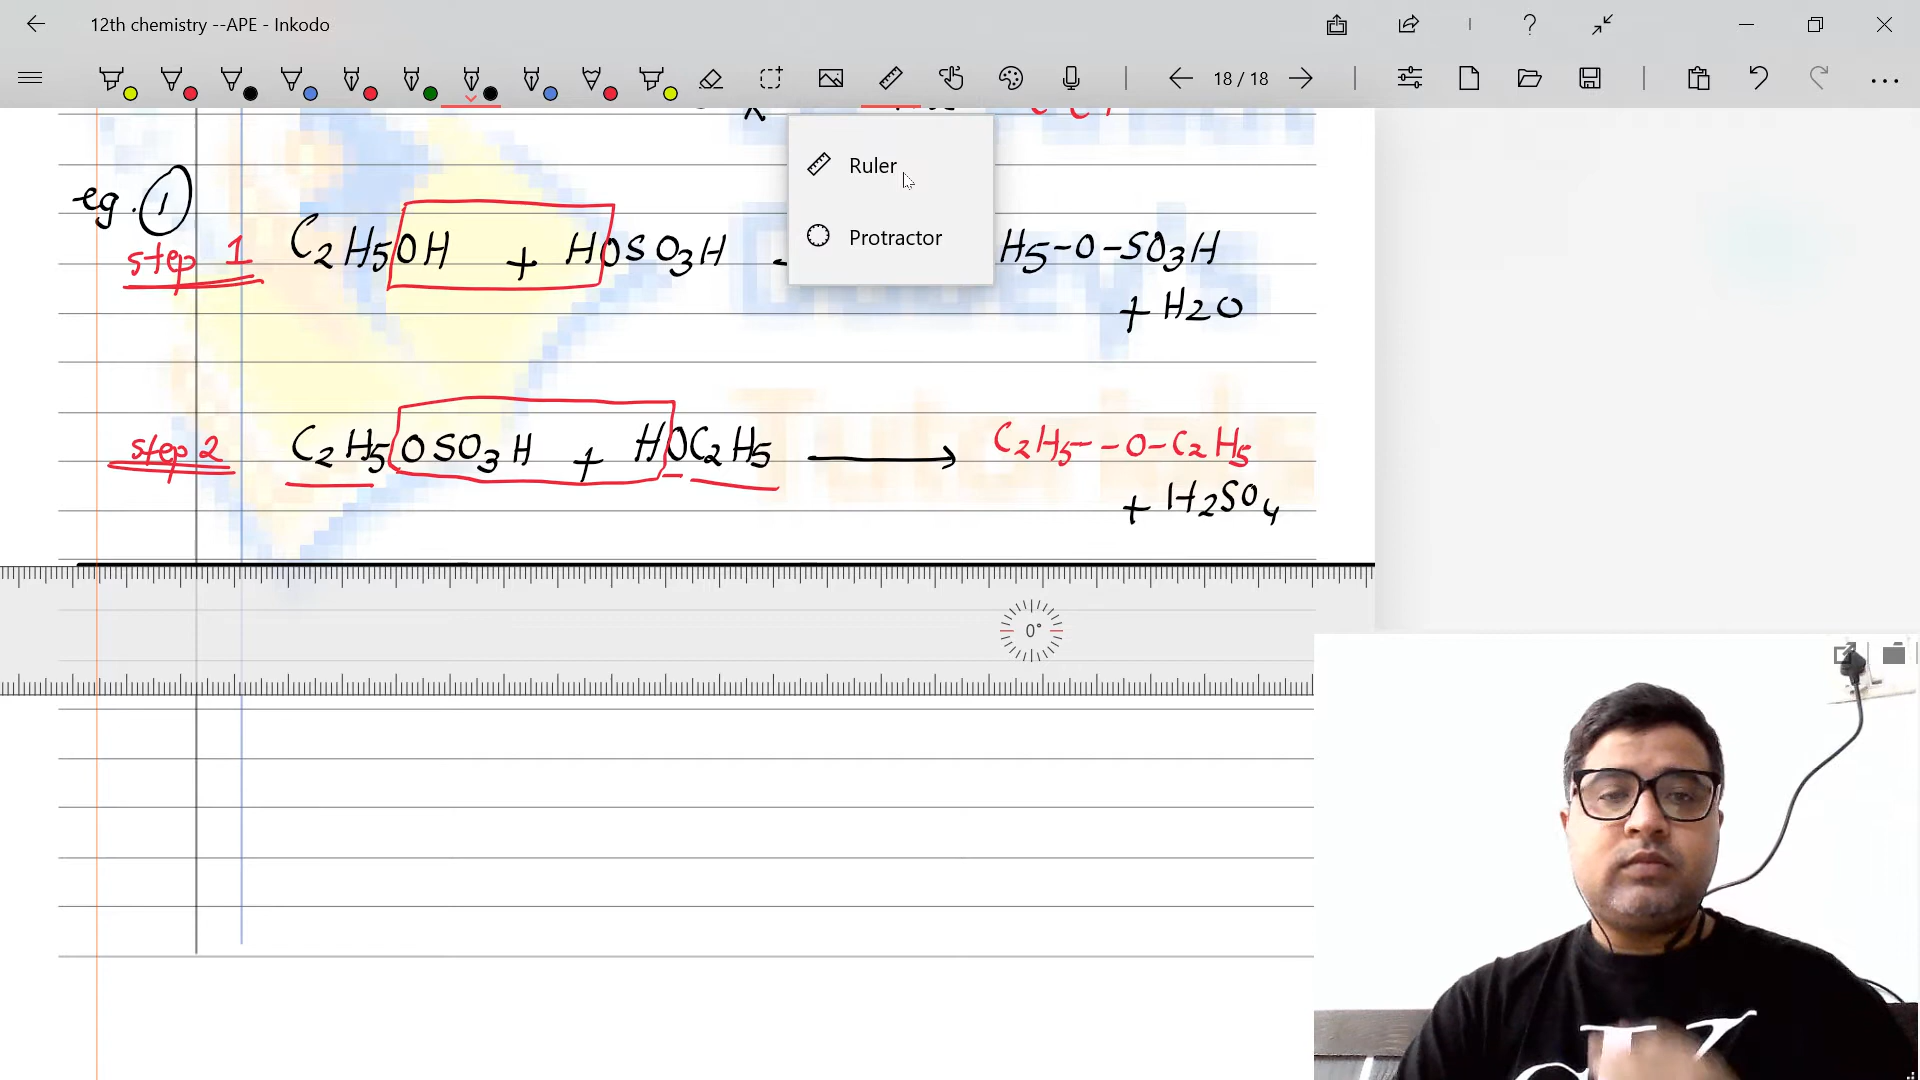 12th chemistry --APE - Inkodo
18 / 18
Ruler
Protractor
eg. 1
step 1 C2H5OH + HOSO3H H5-O-SO3H
+ H2O
step 2 C2H5OSO3H + HOC2H5 ⟶ C2H5--O-C2H5
+ H2SO4
0°
Tutorials